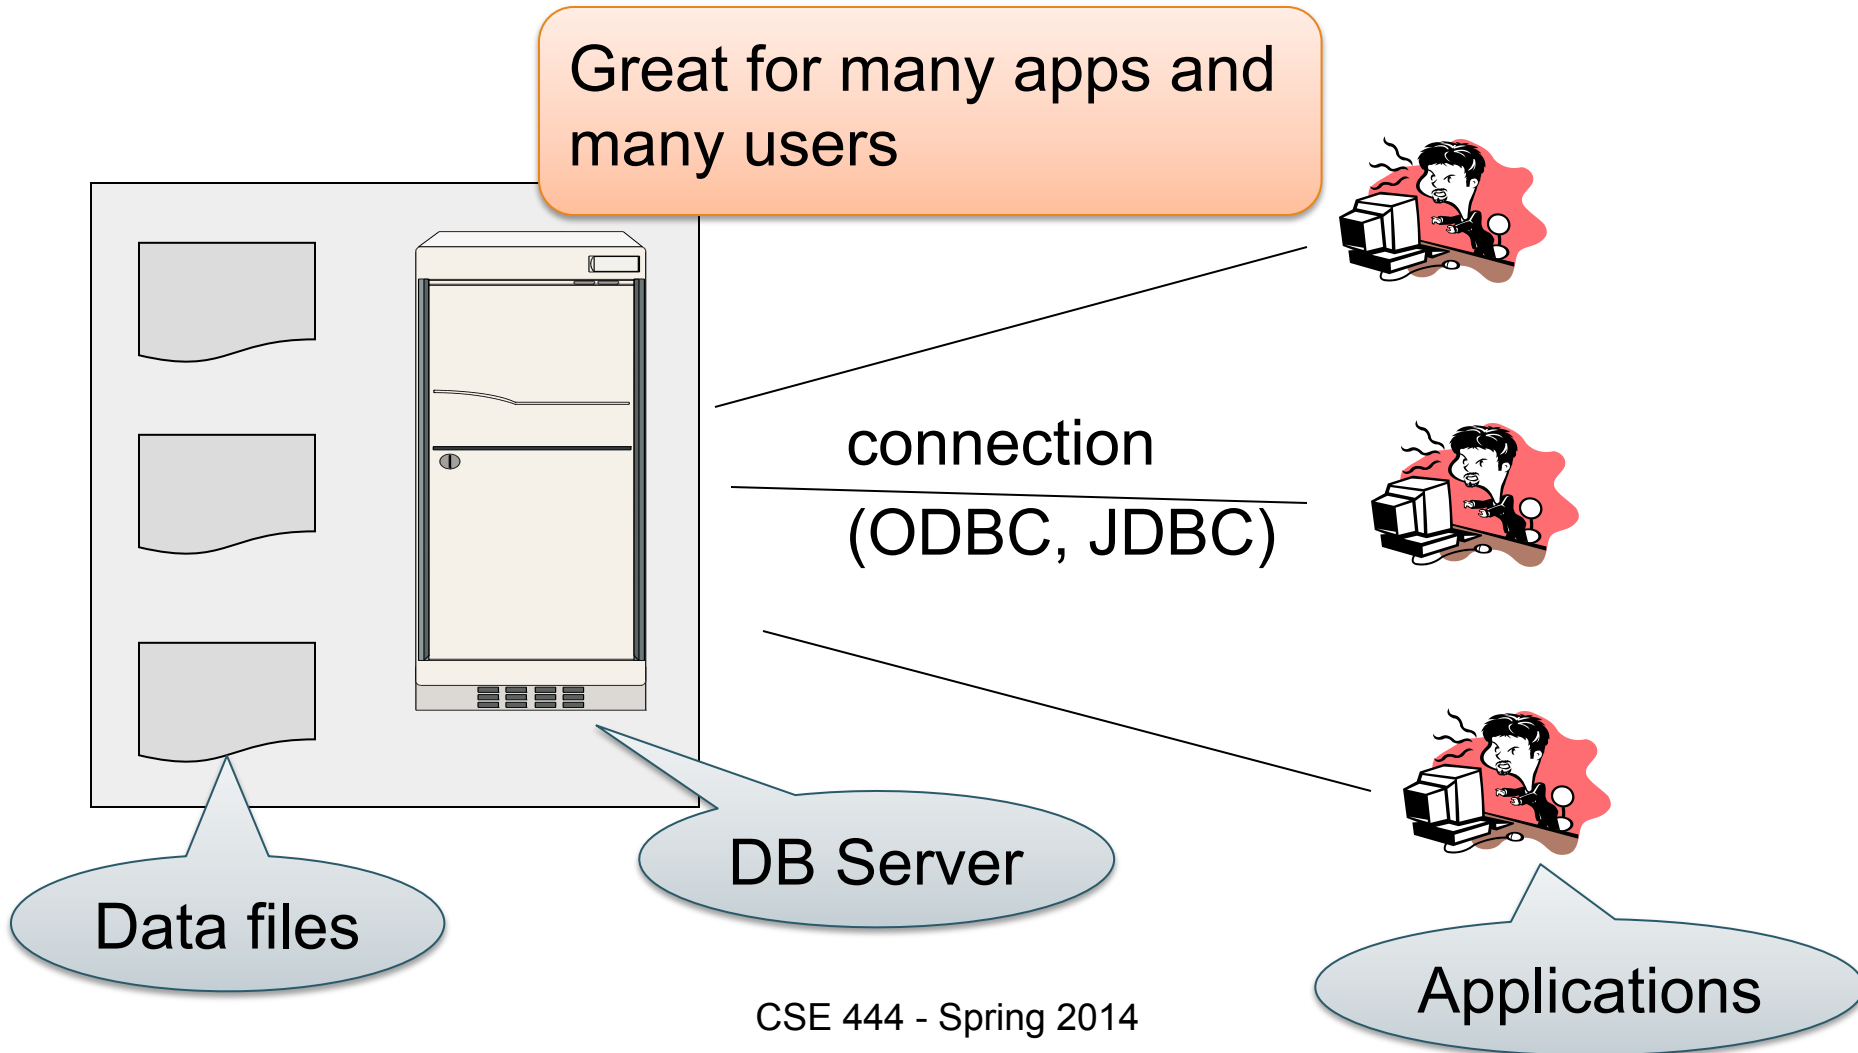 Great for many apps and
many users
connection
(ODBC, JDBC)
DB Server
Data files
Applications
CSE 444 - Spring 2014